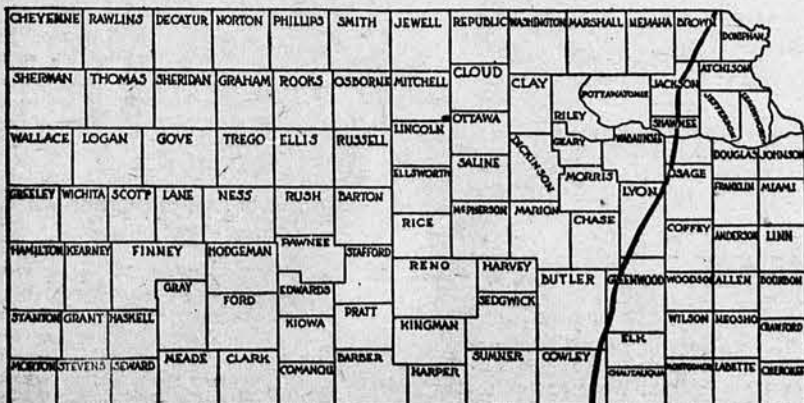 CHEYENNE RAWLINS DECATUR NORTON PHILLIPS SMITH JEWELL REPUBLIC WASHINGTON MARSHALL NEMAHA BROWN DONIPHAN
SHERMAN THOMAS SHERIDAN GRAHAM ROOKS OSBORNE MITCHELL CLOUD CLAY RILEY POTTAWATOMIE JACKSON ATCHISON
JEFFERSON LEAVENWORTH
WALLACE LOGAN GOVE TREGO ELLIS RUSSELL LINCOLN OTTAWA GEARY WABAUNSEE SHAWNEE DOUGLAS JOHNSON
ELLSWORTH SALINE DICKINSON MORRIS LYON OSAGE FRANKLIN MIAMI
GREELEY WICHITA SCOTT LANE NESS RUSH BARTON RICE McPHERSON MARION CHASE COFFEY ANDERSON LINN
HAMILTON KEARNEY FINNEY HODGEMAN PAWNEE STAFFORD RENO HARVEY BUTLER GREENWOOD WOODSON ALLEN BOURBON
GRAY FORD EDWARDS SEDGWICK
STANTON GRANT HASKELL KIOWA PRATT KINGMAN ELK WILSON NEOSHO CRAWFORD
MORTON STEVENS SEWARD MEADE CLARK COMANCHE BARBER HARPER SUMNER COWLEY CHAUTAUQUA MONTGOMERY LABETTE CHEROKEE